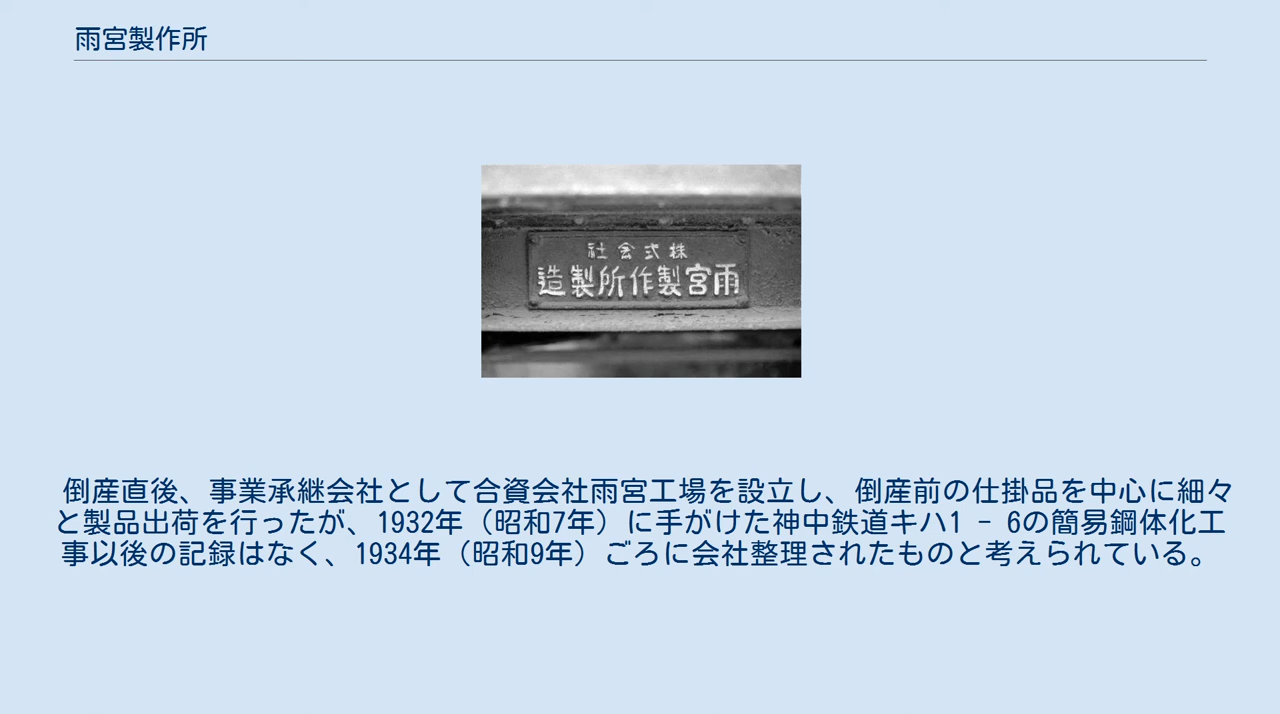 雨宮製作所
社会式株
造製所作製宮雨
倒産直後、事業承継会社として合資会社雨宮工場を設立し、倒産前の仕掛品を中心に細々
と製品出荷を行ったが、1932年（昭和7年）に手がけた神中鉄道キハ1 - 6の簡易鋼体化工
事以後の記録はなく、1934年（昭和9年）ごろに会社整理されたものと考えられている。